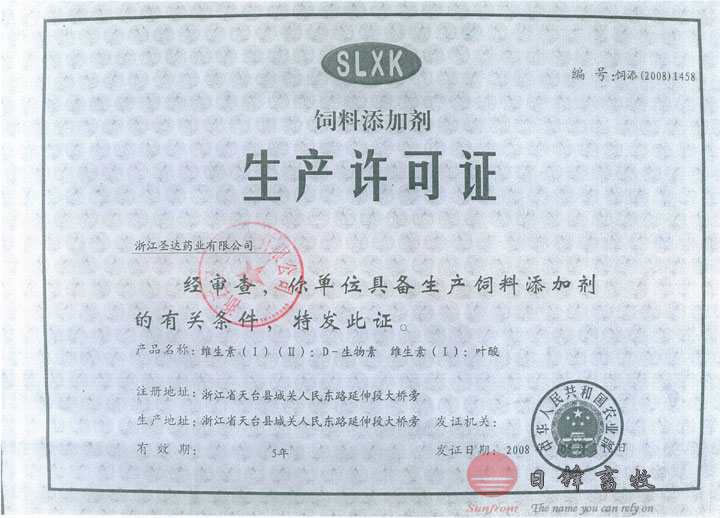 SLXK
编 号:饲添(2008)1458
饲料添加剂
生产许可证
浙江圣达药业有限公司
经审查，你单位具备生产饲料添加剂
的有关条件，特发此证。
产品名称: 维生素(Ⅰ)(Ⅱ): D-生物素 维生素(Ⅰ): 叶酸
注册地址: 浙江省天台县城关人民东路延伸段大桥旁
生产地址: 浙江省天台县城关人民东路延伸段大桥旁
发证机关:
有 效 期: 5年
发证日期: 2008
日
中华人民共和国农业部
日锋畜牧
Sunfront The name you can rely on